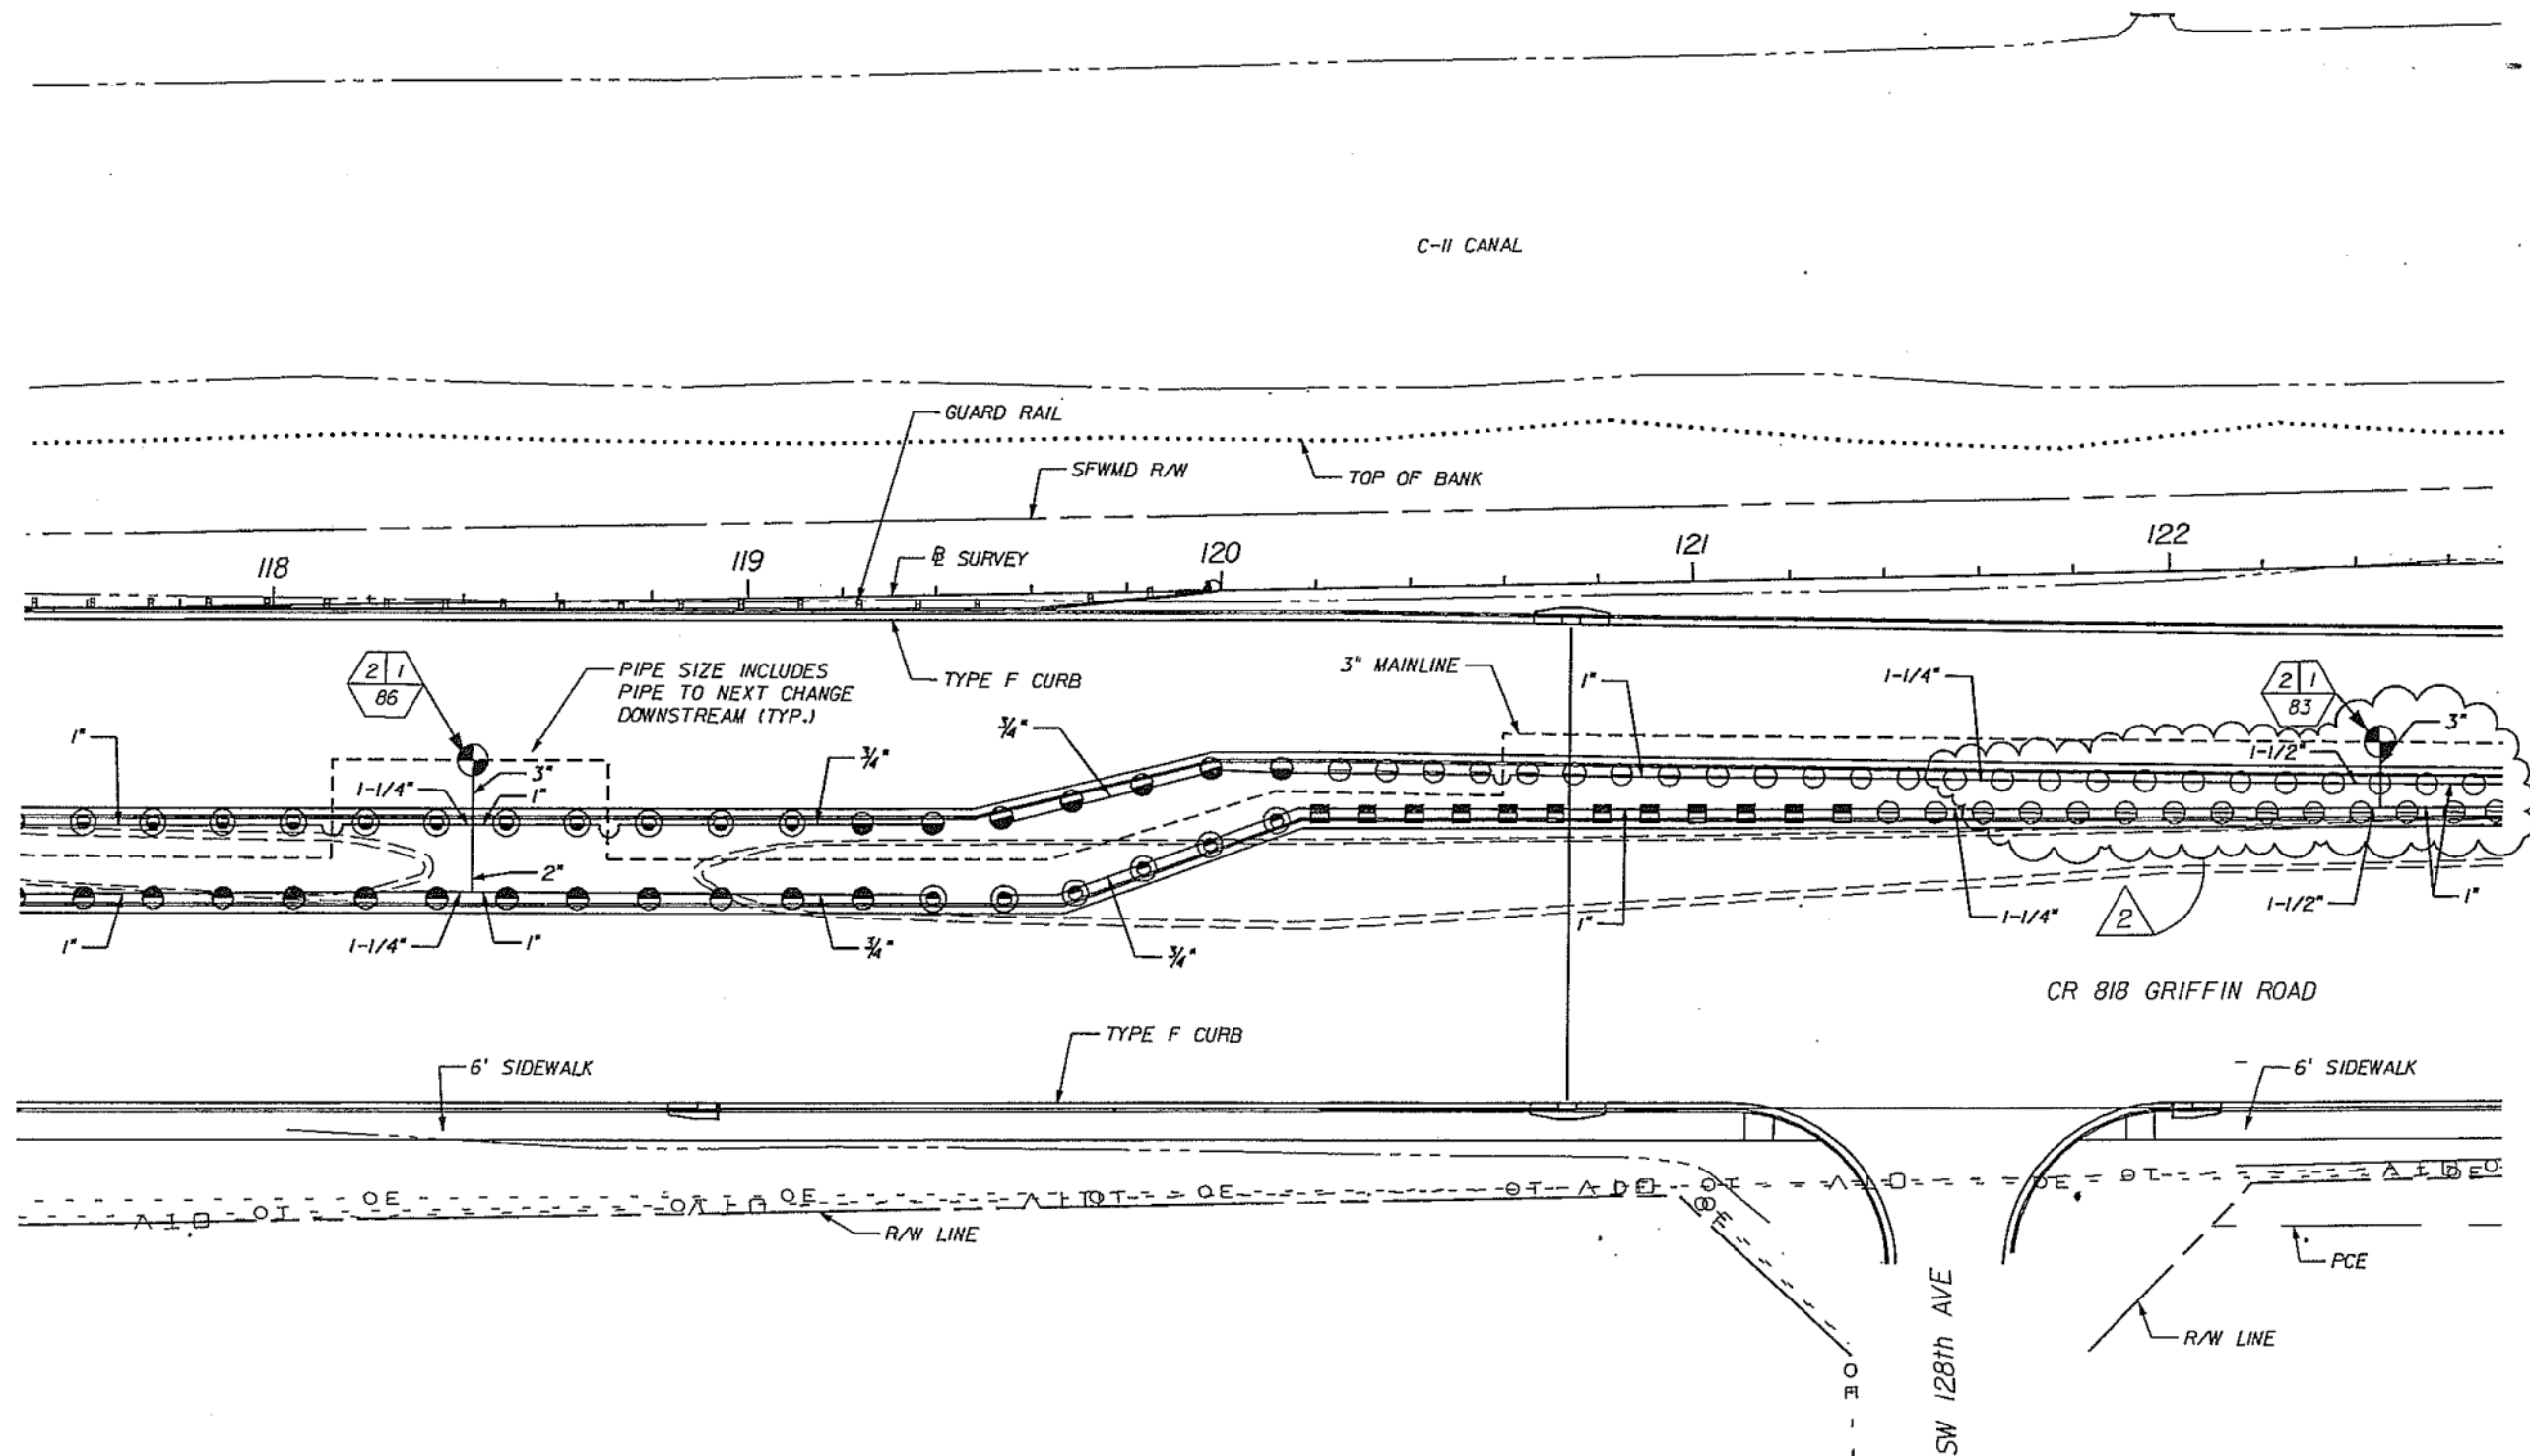 C-11 CANAL
GUARD RAIL
SFWMD R/W
TOP OF BANK
118
119
℄ SURVEY
120
121
122
2 1
86
PIPE SIZE INCLUDES
PIPE TO NEXT CHANGE
DOWNSTREAM (TYP.)
TYPE F CURB
3" MAINLINE
1"
1-1/4"
2 1
83
3"
1"
3/4"
3/4"
1-1/2"
1-1/4"
3"
1"
2"
1"
1-1/4"
1"
3/4"
3/4"
1"
1-1/4"
2
1-1/2"
1"
CR 818 GRIFFIN ROAD
TYPE F CURB
6' SIDEWALK
6' SIDEWALK
R/W LINE
PCE
R/W LINE
SW 128th AVE